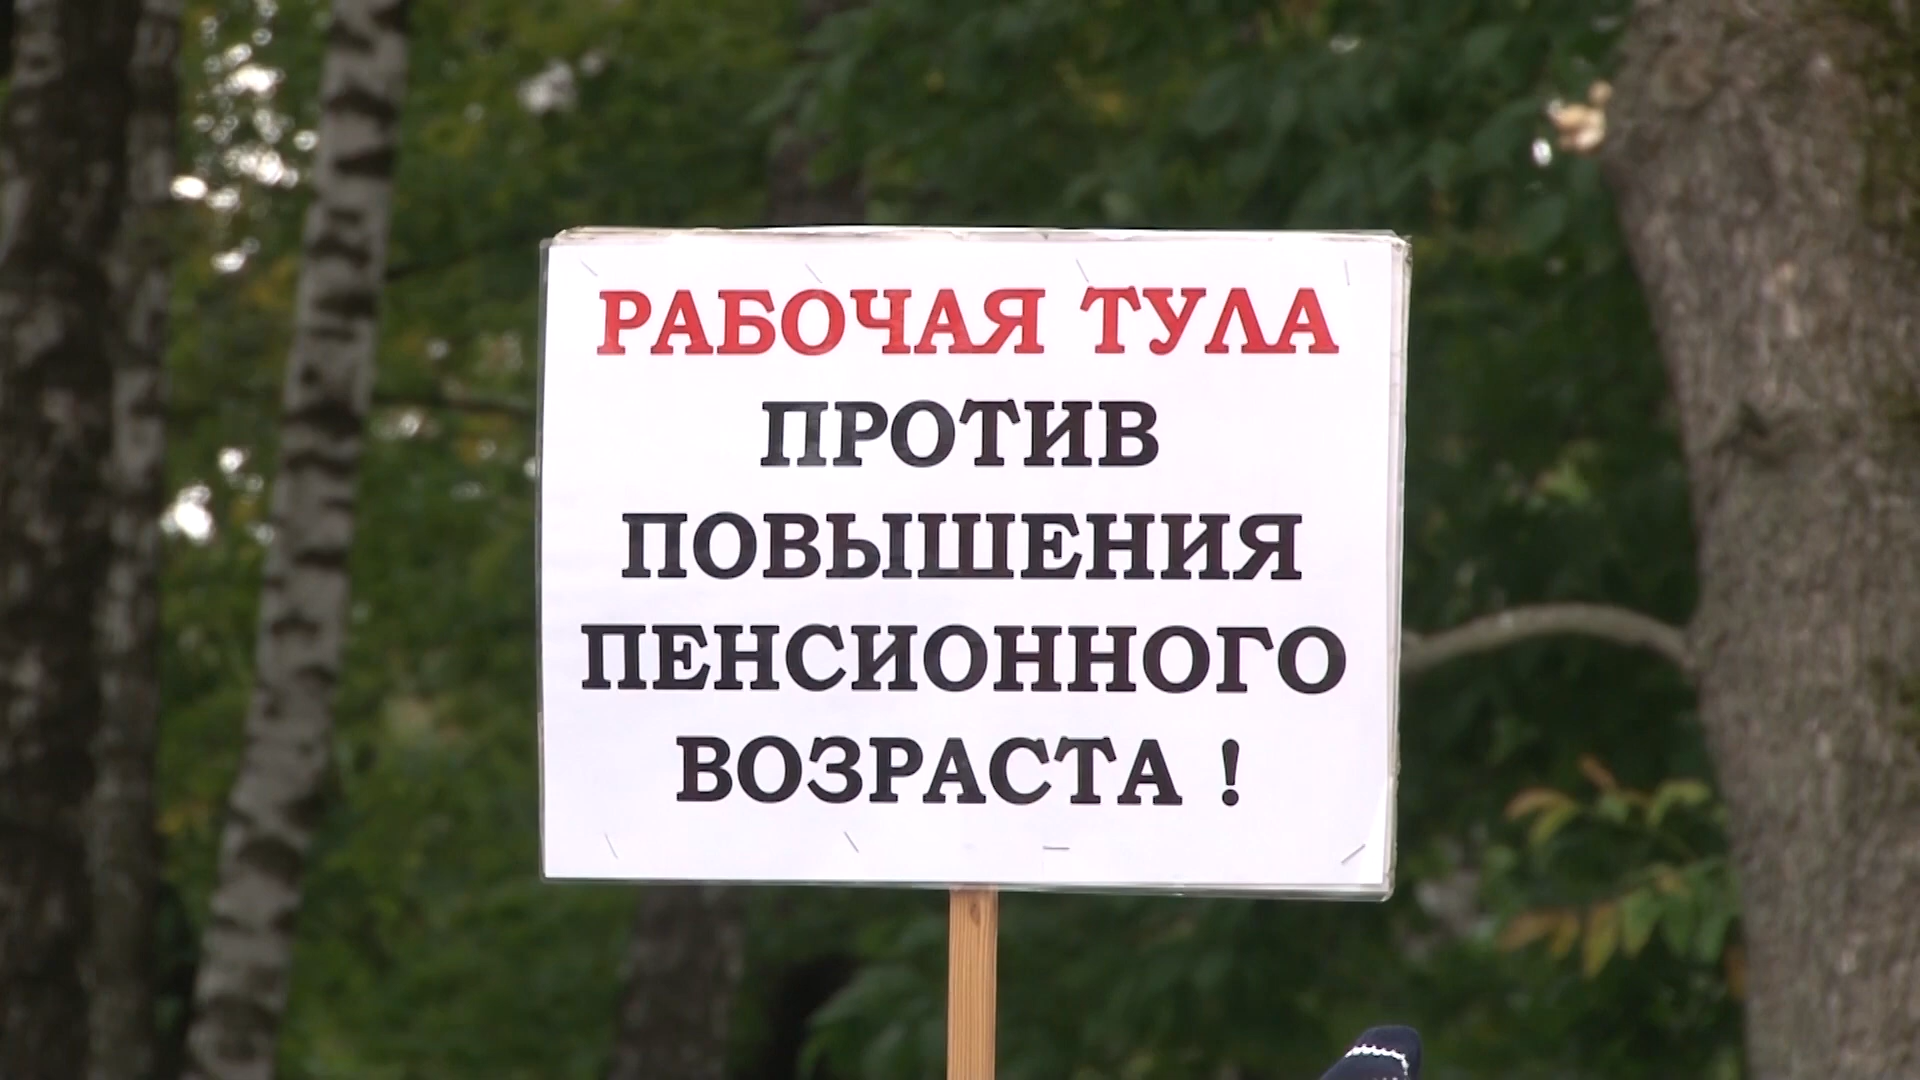 РАБОЧАЯ ТУЛА
ПРОТИВ
ПОВЫШЕНИЯ
ПЕНСИОННОГО
ВОЗРАСТА !